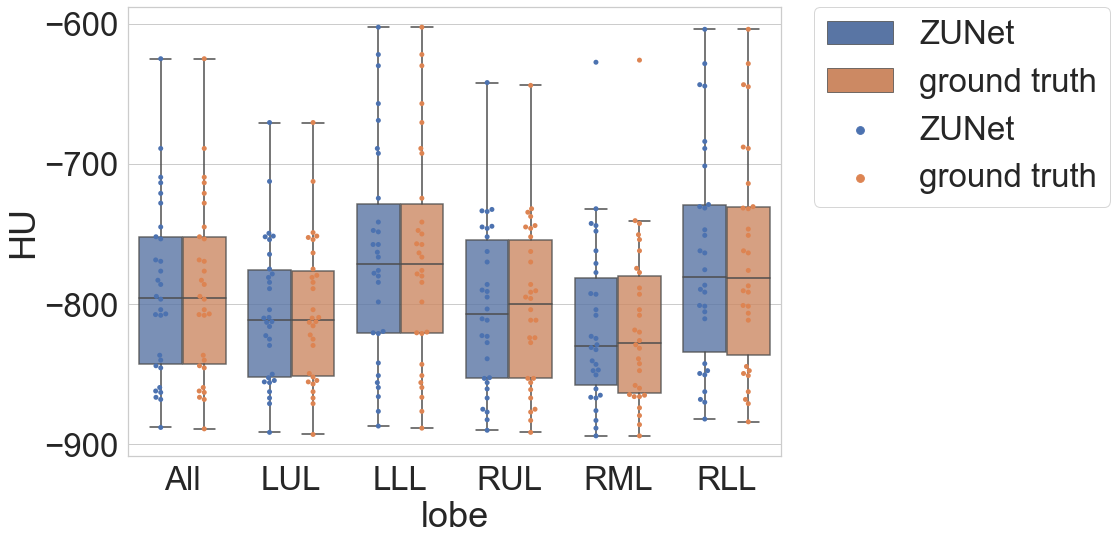 HU
−600
−700
−800
−900
All LUL LLL RUL RML RLL
lobe
ZUNet
ground truth
ZUNet
ground truth